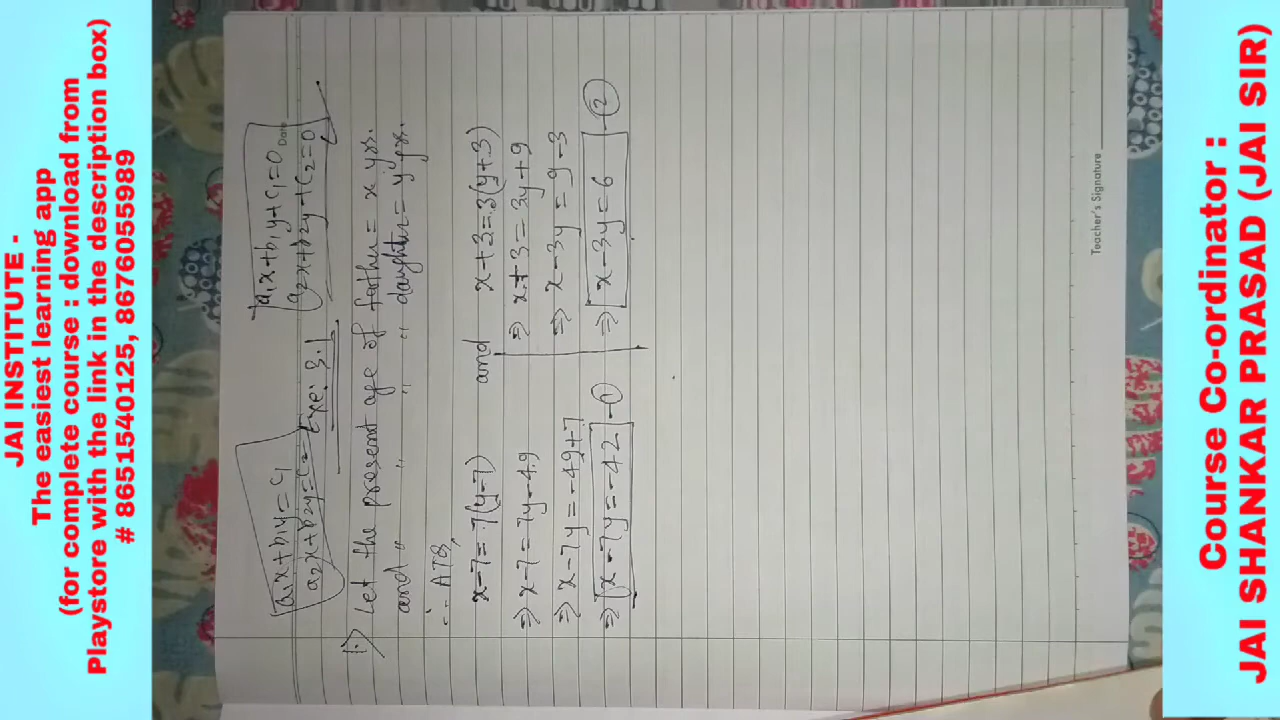 JAI INSTITUTE -
The easiest learning app
(for complete course : download from
Playstore with the link in the description box)
# 8651540125, 8676055989
a₁x+b₁y=c₁
a₂x+b₂y=c₂
a₁x+b₁y+c₁=0
a₂x+b₂y+c₂=0
Date
Exe: 3.1
1.) Let the present age of father = x yrs.
and " " " " daughter = y yrs.
∴ ATQ,
x-7=7(y-7) and x+3=3(y+3)
⇒ x-7=7y-49
⇒ x+3=3y+9
⇒ x-7y=-49+7
⇒ x-3y=9-3
⇒ x-7y=-42 -①
⇒ x-3y=6 -②
Teacher's Signature
Course Co-ordinator :
JAI SHANKAR PRASAD (JAI SIR)